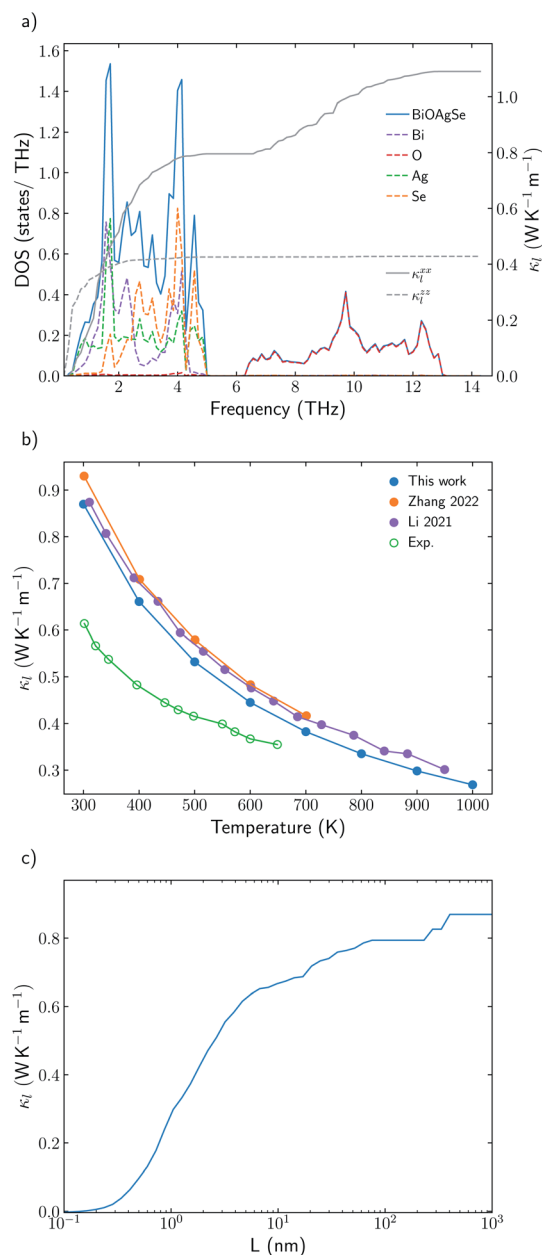 a)
1.6
1.4
1.2
1.0
0.8
0.6
0.4
0.2
0.0
DOS (states/ THz)
BiOAgSe
Bi
O
Ag
Se
κ_l^{xx}
κ_l^{zz}
1.0
0.8
0.6
0.4
0.2
0.0
κ_l (W K⁻¹ m⁻¹)
2 4 6 8 10 12 14
Frequency (THz)
b)
0.9
0.8
0.7
0.6
0.5
0.4
0.3
κ_l (W K⁻¹ m⁻¹)
This work
Zhang 2022
Li 2021
Exp.
300 400 500 600 700 800 900 1000
Temperature (K)
c)
0.8
0.6
0.4
0.2
0.0
κ_l (W K⁻¹ m⁻¹)
10⁻¹ 10⁰ 10¹ 10² 10³
L (nm)